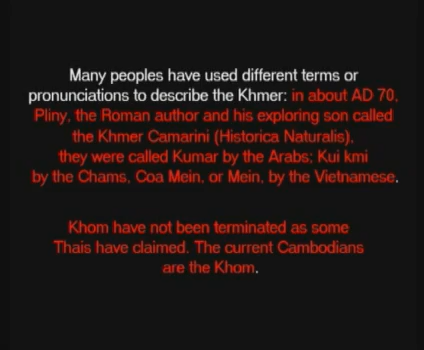 Many peoples have used different terms or
pronunciations to describe the Khmer: in about AD 70,
Pliny, the Roman author and his exploring son called
the Khmer Camarini (Historica Naturalis),
they were called Kumar by the Arabs; Kui kmi
by the Chams, Coa Mein, or Mein, by the Vietnamese.
Khom have not been terminated as some
Thais have claimed. The current Cambodians
are the Khom.